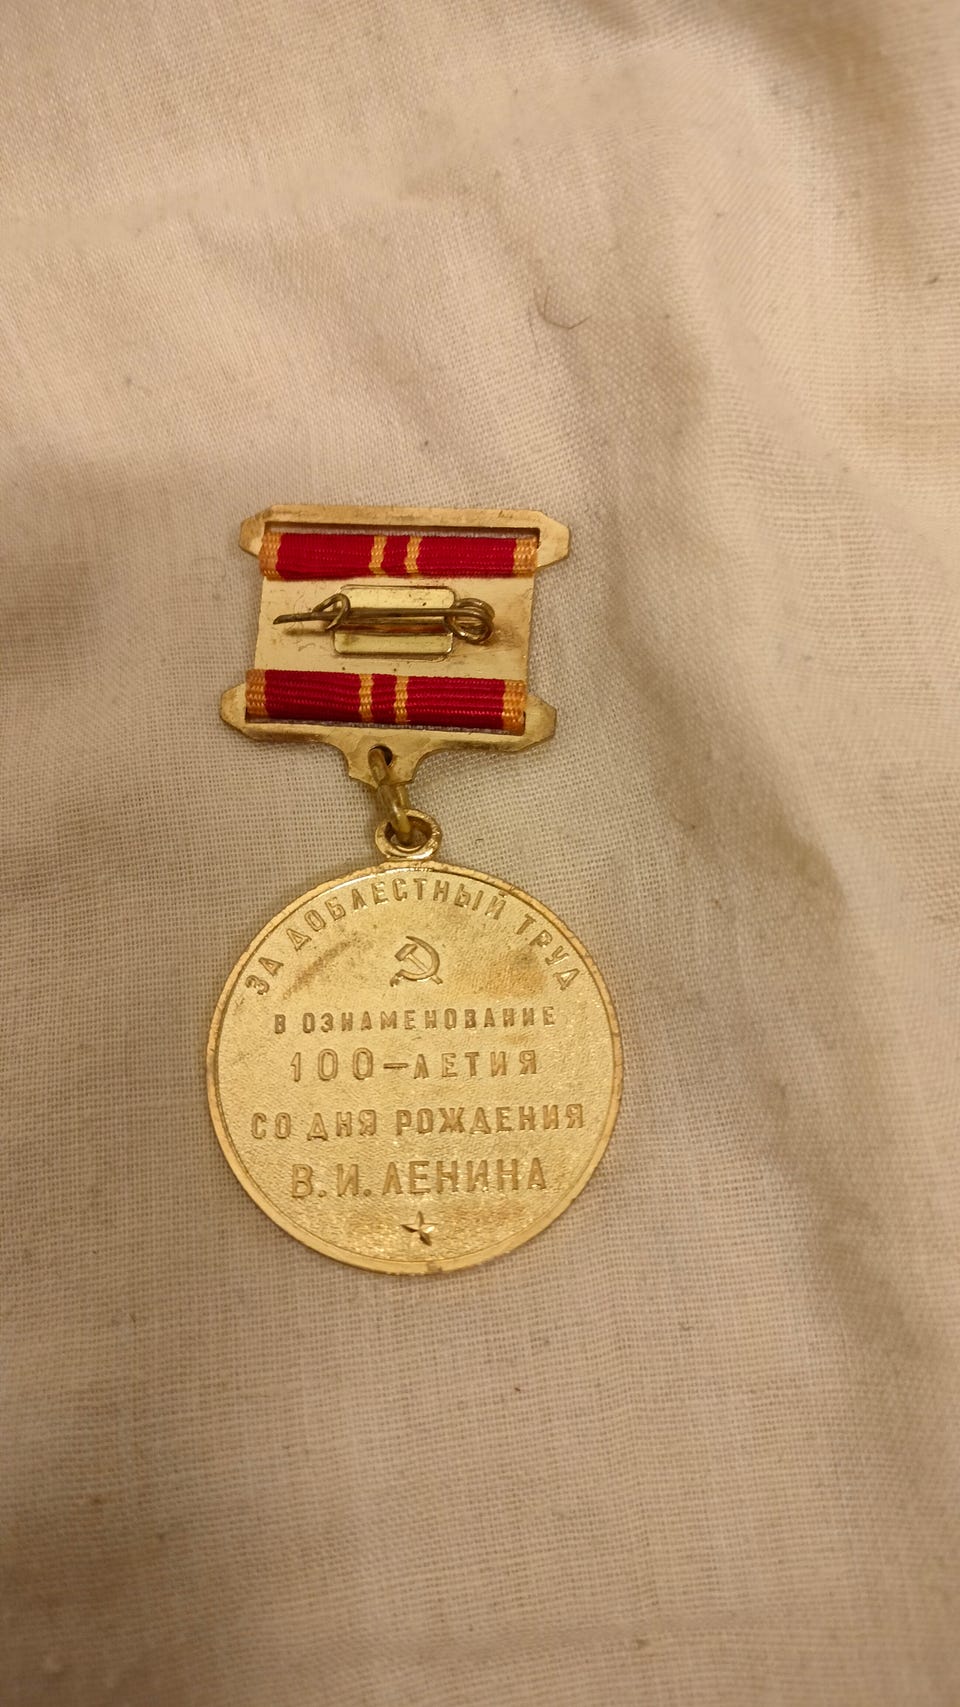 ЗА ДОБЛЕСТНЫЙ ТРУД
В ОЗНАМЕНОВАНИЕ
100-ЛЕТИЯ
СО ДНЯ РОЖДЕНИЯ
В.И. ЛЕНИНА